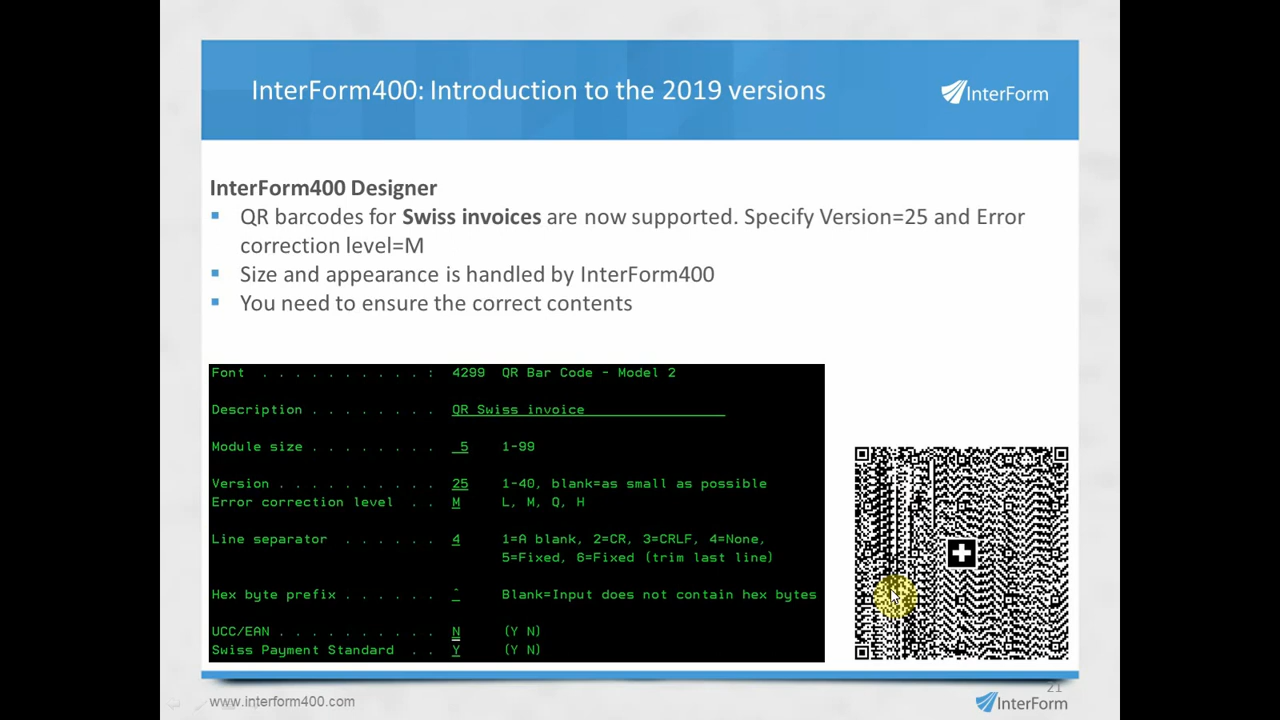 InterForm400: Introduction to the 2019 versions
InterForm
InterForm400 Designer
QR barcodes for Swiss invoices are now supported. Specify Version=25 and Error
correction level=M
Size and appearance is handled by InterForm400
You need to ensure the correct contents
Font . . . . . . . . . . : 4299 QR Bar Code - Model 2
Description . . . . . . . . QR Swiss invoice
Module size . . . . . . . . 5 1-99
Version . . . . . . . . . . 25 1-40, blank=as small as possible
Error correction level . . M L, M, Q, H
Line separator . . . . . . 4 1=A blank, 2=CR, 3=CRLF, 4=None,
5=Fixed, 6=Fixed (trim last line)
Hex byte prefix . . . . . . ^ Blank=Input does not contain hex bytes
UCC/EAN . . . . . . . . . . N (Y N)
Swiss Payment Standard . . Y (Y N)
21
www.interform400.com
InterForm